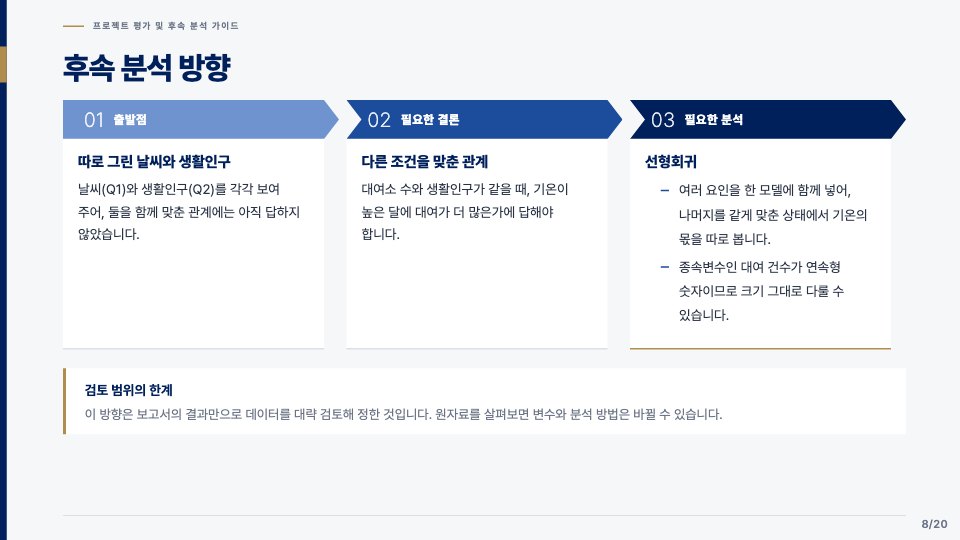 프로젝트 평가 및 후속 분석 가이드
후속 분석 방향
01 출발점
따로 그린 날씨와 생활인구
날씨(Q1)와 생활인구(Q2)를 각각 보여
주어, 둘을 함께 맞춘 관계에는 아직 답하지
않았습니다.
02 필요한 결론
다른 조건을 맞춘 관계
대여소 수와 생활인구가 같을 때, 기온이
높은 달에 대여가 더 많은가에 답해야
합니다.
03 필요한 분석
선형회귀
– 여러 요인을 한 모델에 함께 넣어,
나머지를 같게 맞춘 상태에서 기온의
몫을 따로 봅니다.
– 종속변수인 대여 건수가 연속형
숫자이므로 크기 그대로 다룰 수
있습니다.
검토 범위의 한계
이 방향은 보고서의 결과만으로 데이터를 대략 검토해 정한 것입니다. 원자료를 살펴보면 변수와 분석 방법은 바뀔 수 있습니다.
8/20